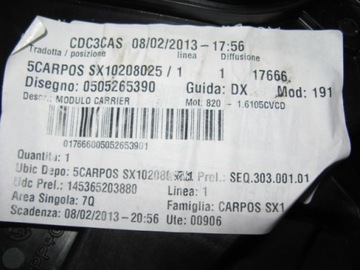 CDC3CAS 08/02/2013-17:56
Tradotta / posizione linea Diffusione
5CARPOS SX10208025 / 1 1 17666
Disegno: 0505265390 Guida: DX Mod: 191
Descr: MODULO CARRIER Mot: 820 - 1.6105CVCD
017666005052653901
Quantita: 1
Ubic Depo: 5CARPOS Prel.: SEQ.303.001.01
Udc Prel.: 145365203880 Linea: 1
Area Singola: 7Q Famiglia: CARPOS SX1
Scadenza: 08/02/2013-20:56 Ute: 00906